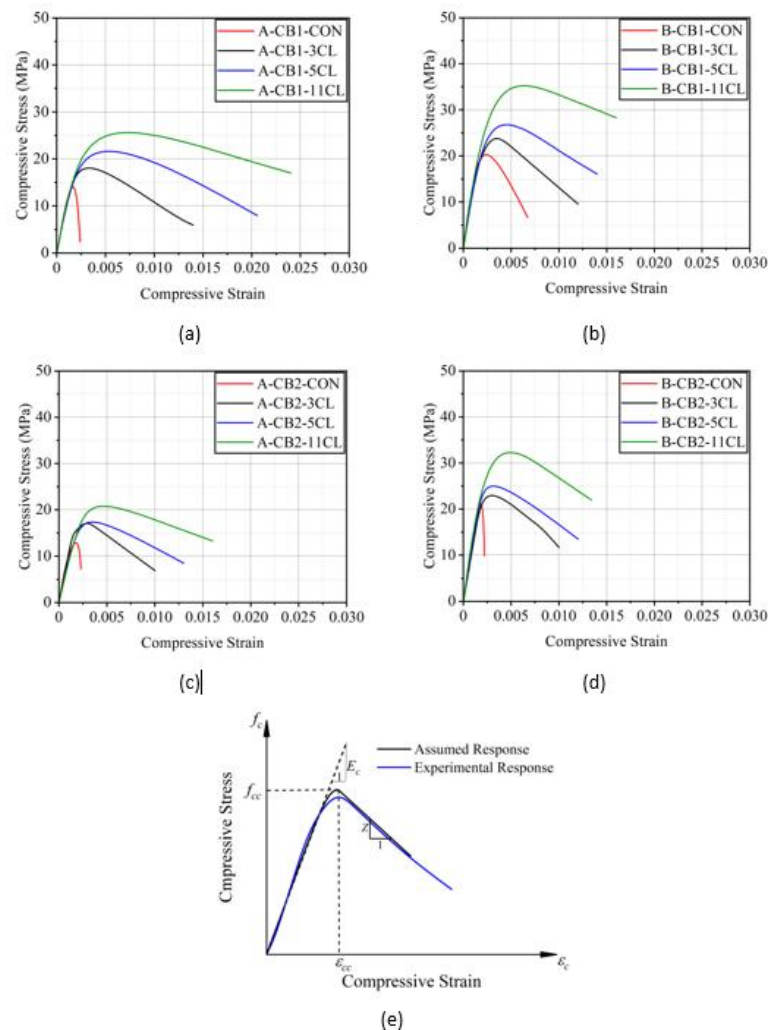 50
40
30
20
10
0
Compressive Stress (MPa)
A-CB1-CON
A-CB1-3CL
A-CB1-5CL
A-CB1-11CL
0 0.005 0.010 0.015 0.020 0.025 0.030
Compressive Strain
(a)
50
40
30
20
10
0
Compressive Stress (MPa)
B-CB1-CON
B-CB1-3CL
B-CB1-5CL
B-CB1-11CL
0 0.005 0.010 0.015 0.020 0.025 0.030
Compressive Strain
(b)
50
40
30
20
10
0
Compressive Stress (MPa)
A-CB2-CON
A-CB2-3CL
A-CB2-5CL
A-CB2-11CL
0 0.005 0.010 0.015 0.020 0.025 0.030
Compressive Strain
(c)
50
40
30
20
10
0
Compressive Stress (MPa)
B-CB2-CON
B-CB2-3CL
B-CB2-5CL
B-CB2-11CL
0 0.005 0.010 0.015 0.020 0.025 0.030
Compressive Strain
(d)
fc
Assumed Response
Experimental Response
1
Ec
fcc
Z
1
Cmpressive Stress
εcc
εc
Compressive Strain
(e)